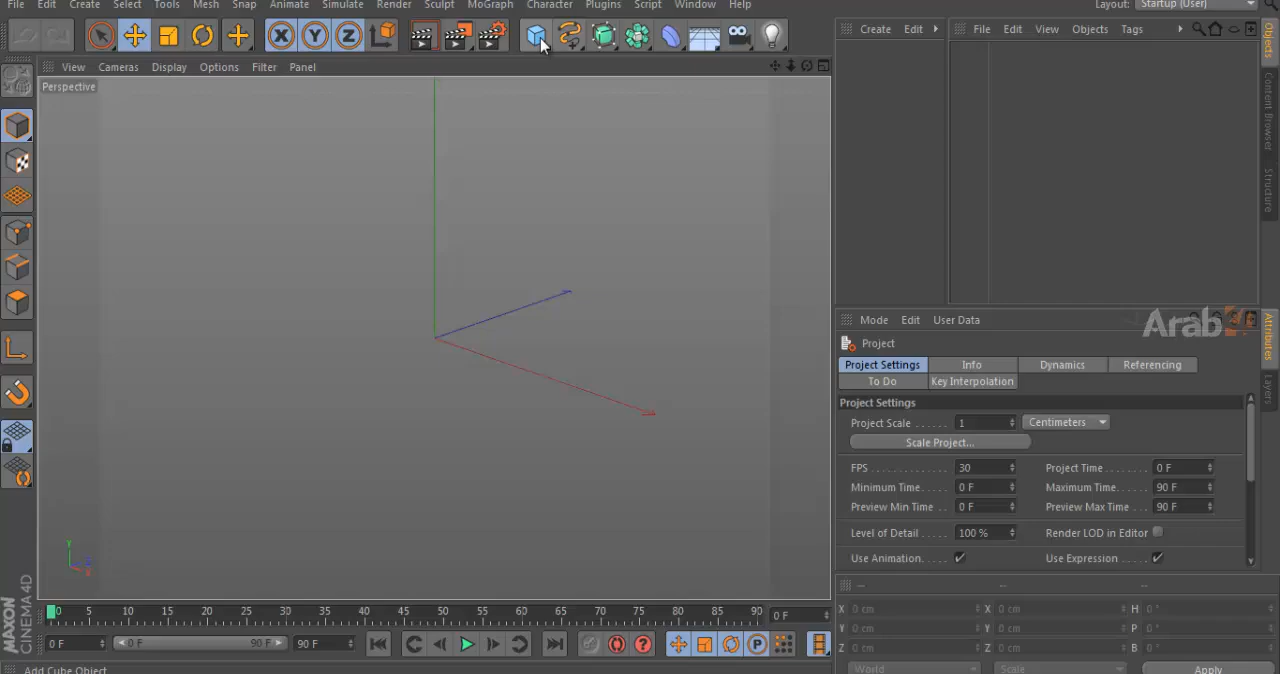 File Edit Create Select Tools Mesh Snap Animate Simulate Render Sculpt MoGraph Character Plugins Script Window Help Layout: Startup (User)
X Y Z
Create Edit
File Edit View Objects Tags
Objects
Content Browser
Structure
View Cameras Display Options Filter Panel
Perspective
Mode Edit User Data
Arab
Attributes
Layers
Project
Project Settings Info Dynamics Referencing
To Do Key Interpolation
Project Settings
Project Scale 1 Centimeters
Scale Project...
FPS 30 Project Time 0 F
Minimum Time 0 F Maximum Time 90 F
Preview Min Time 0 F Preview Max Time 90 F
Level of Detail 100 % Render LOD in Editor
Use Animation Use Expression
Y
MAXON
CINEMA 4D
0 5 10 15 20 25 30 35 40 45 50 55 60 65 70 75 80 85 90 0 F
0 F 0 F 90 F 90 F
P
-- -- --
X 0 cm X 0 cm H 0 °
Y 0 cm Y 0 cm P 0 °
Z 0 cm Z 0 cm B 0 °
World Scale Apply
Add Cube Object